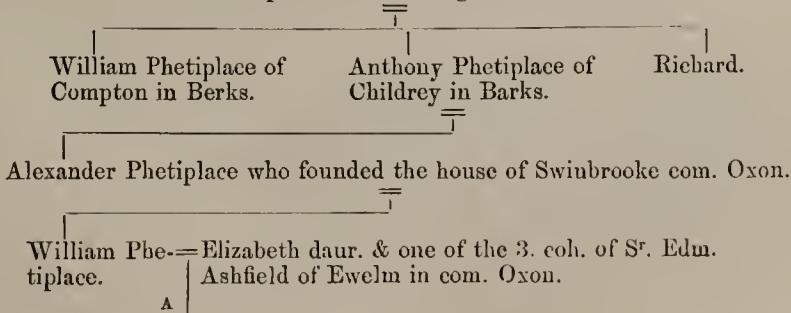 William Phetiplace of
Compton in Berks.
Anthony Phetiplace of
Childrey in Barks.
Richard.
Alexander Phetiplace who founded the house of Swinbrooke com. Oxon.
William Phe-
tiplace.
Elizabeth daur. & one of the 3. coh. of Sʳ. Edm.
Ashfield of Ewelm in com. Oxon.
A